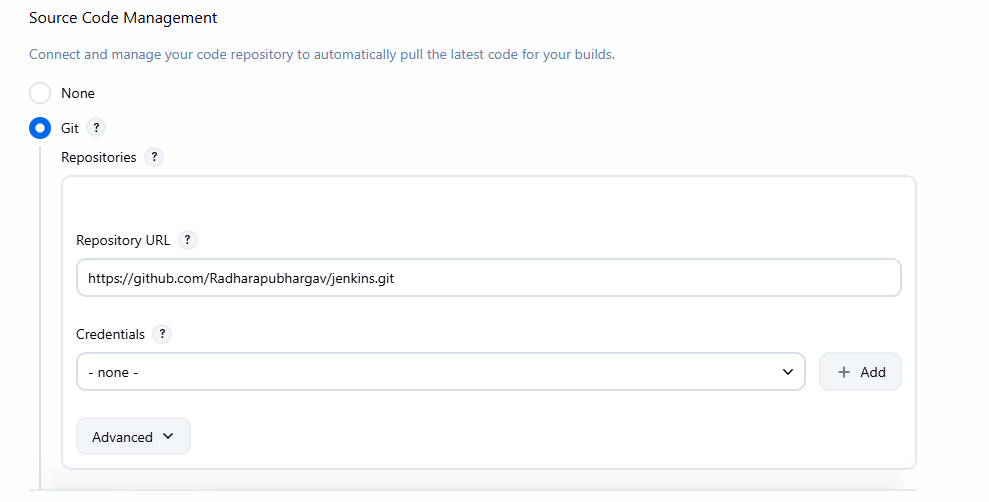 Source Code Management
Connect and manage your code repository to automatically pull the latest code for your builds.
None
Git ?
Repositories ?
Repository URL ?
https://github.com/Radharapubhargav/jenkins.git
Credentials ?
- none -
+ Add
Advanced